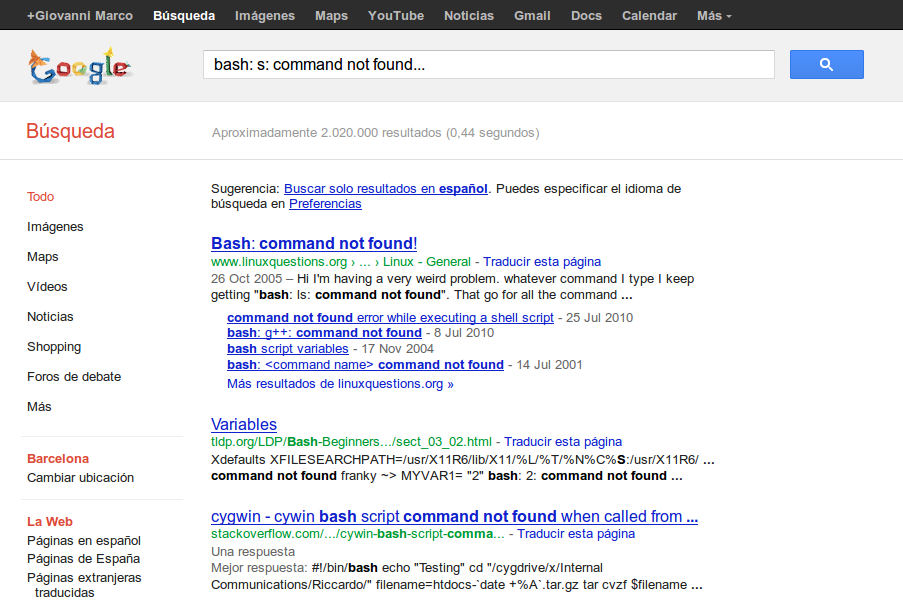 +Giovanni Marco Búsqueda Imágenes Maps YouTube Noticias Gmail Docs Calendar Más
Google
bash: s: command not found...
Búsqueda
Aproximadamente 2.020.000 resultados (0,44 segundos)
Todo
Imágenes
Maps
Vídeos
Noticias
Shopping
Foros de debate
Más
Barcelona
Cambiar ubicación
La Web
Páginas en español
Páginas de España
Páginas extranjeras
traducidas
Sugerencia: Buscar solo resultados en español. Puedes especificar el idioma de
búsqueda en Preferencias
Bash: command not found!
www.linuxquestions.org › ... › Linux - General - Traducir esta página
26 Oct 2005 – Hi I'm having a very weird problem. whatever command I type I keep
getting "bash: ls: command not found". That go for all the command ...
command not found error while executing a shell script - 25 Jul 2010
bash: g++: command not found - 8 Jul 2010
bash script variables - 17 Nov 2004
bash: <command name> command not found - 14 Jul 2001
Más resultados de linuxquestions.org »
Variables
tldp.org/LDP/Bash-Beginners.../sect_03_02.html - Traducir esta página
Xdefaults XFILESEARCHPATH=/usr/X11R6/lib/X11/%L/%T/%N%C%S:/usr/X11R6/ ...
command not found franky ~> MYVAR1= "2" bash: 2: command not found ...
cygwin - cywin bash script command not found when called from ...
stackoverflow.com/.../cywin-bash-script-comma... - Traducir esta página
Una respuesta
Mejor respuesta: #!/bin/bash echo "Testing" cd "/cygdrive/x/Internal
Communications/Riccardo/" filename=htdocs-`date +%A`.tar.gz tar cvzf $filename ...